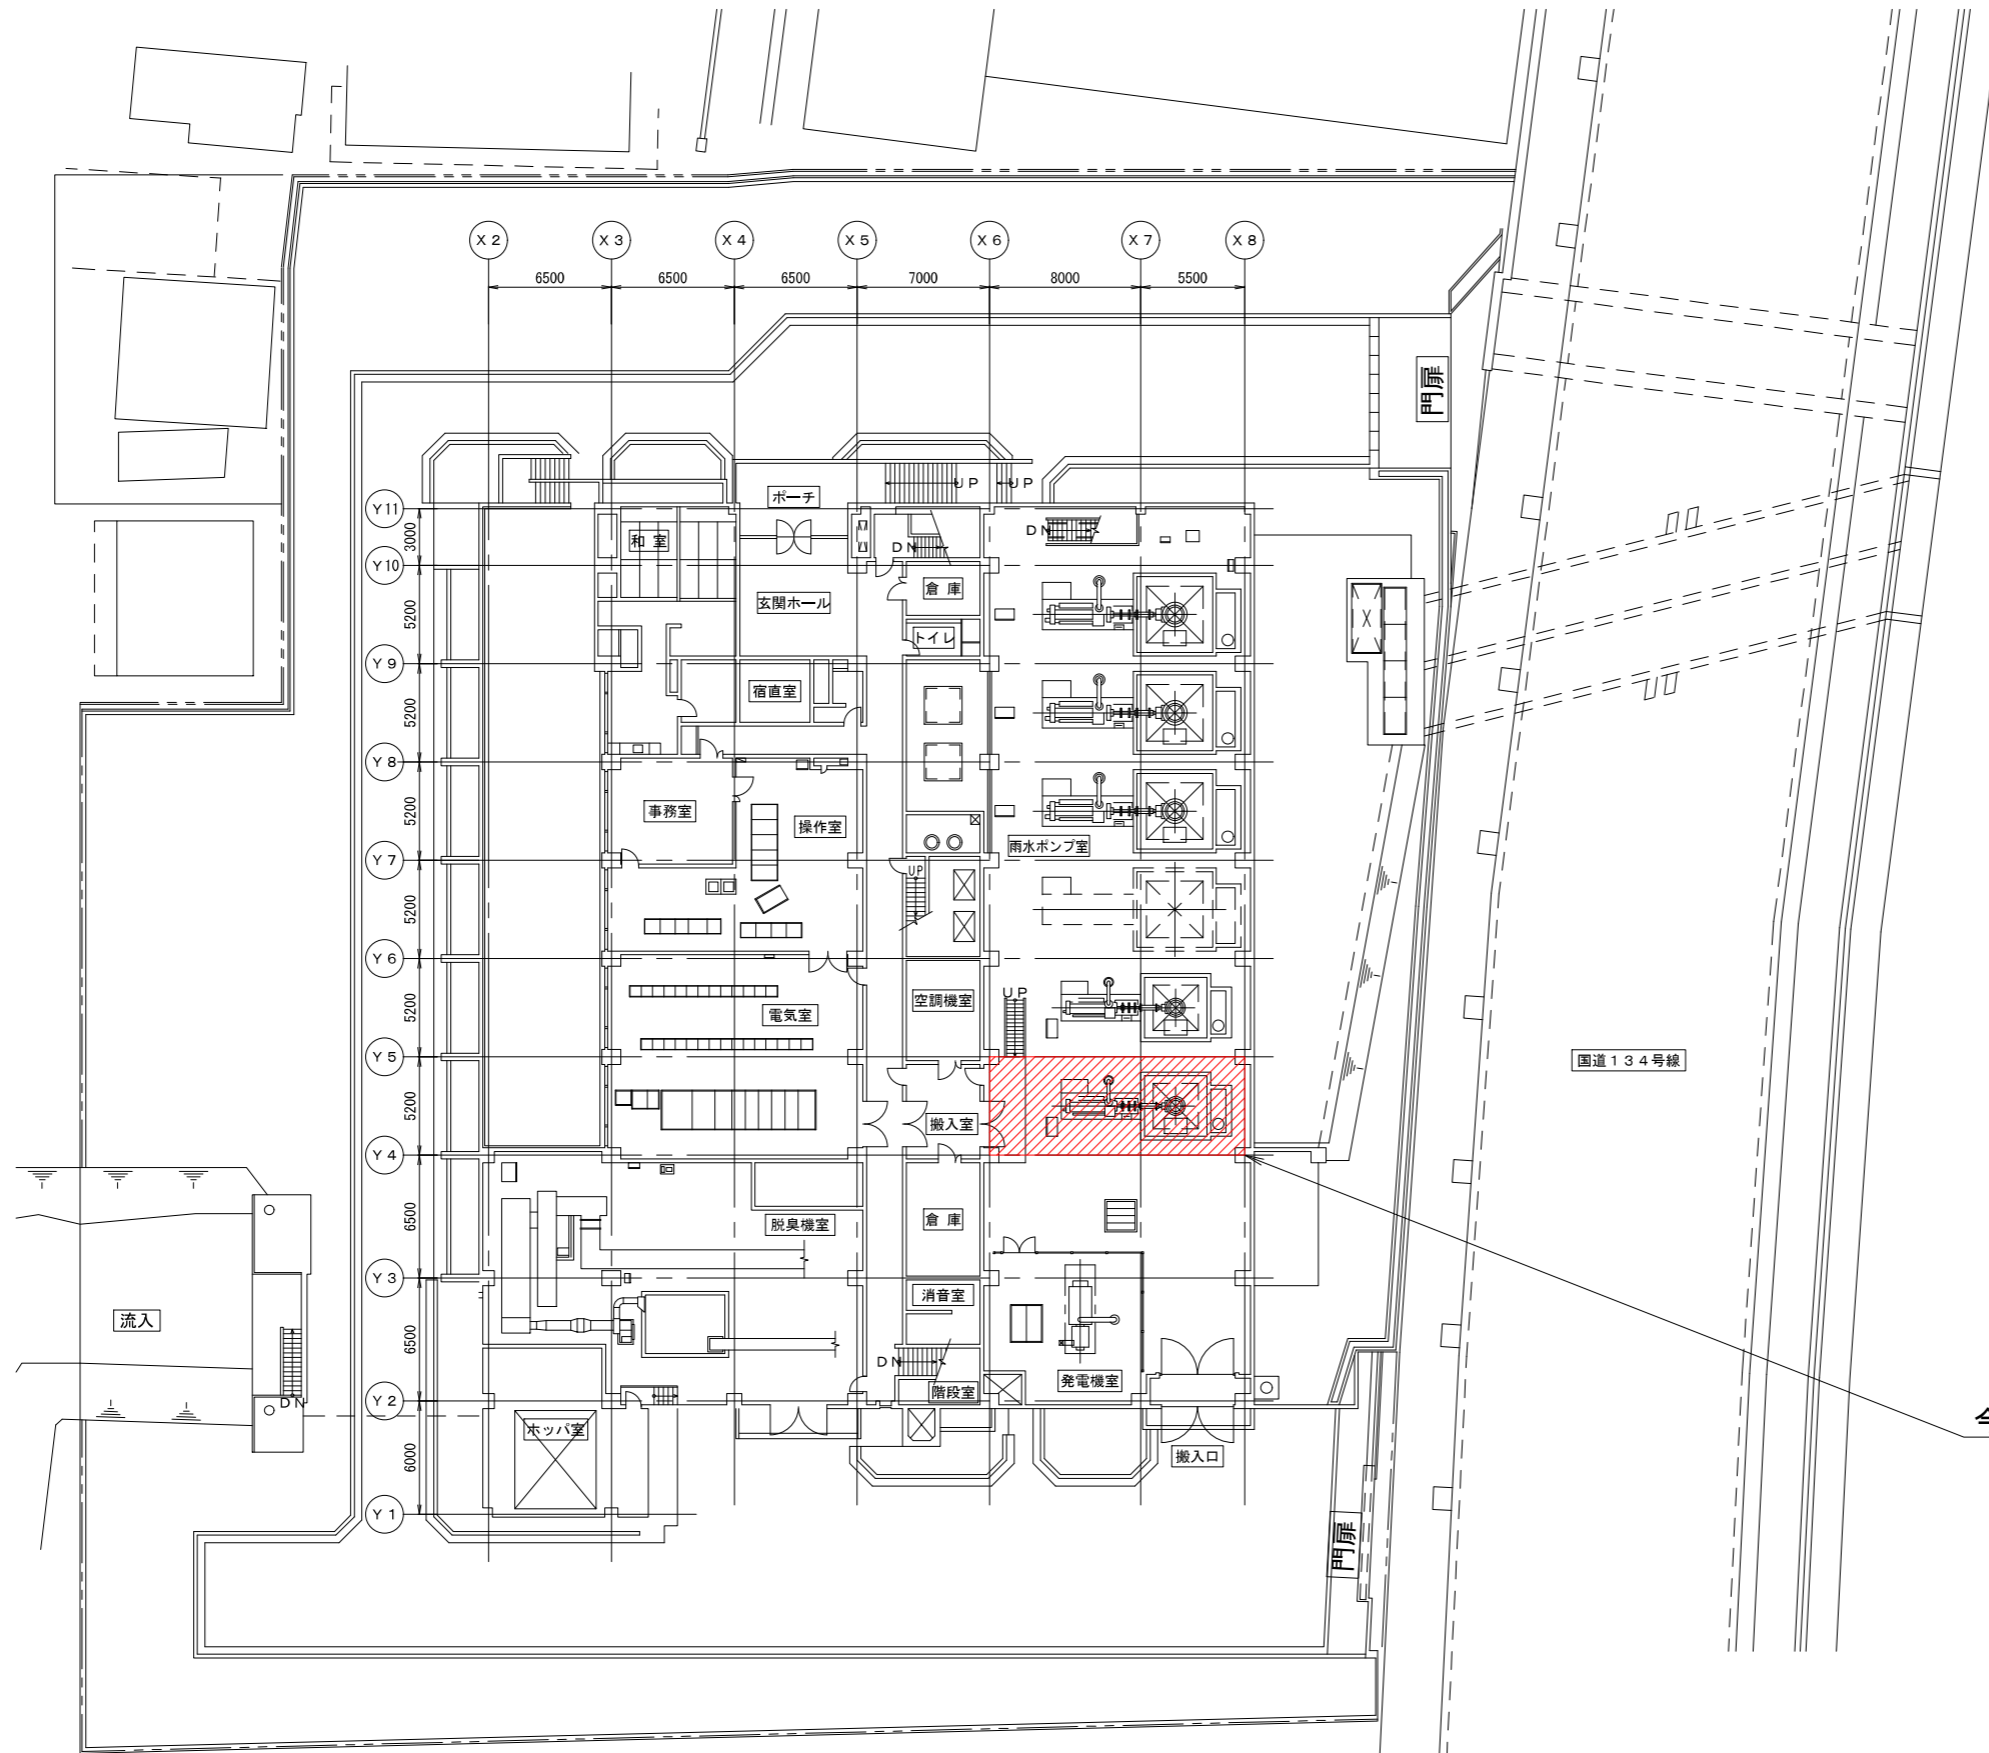 X2 X3 X4 X5 X6 X7 X8
6500 6500 6500 7000 8000 5500
門扉
ポーチ
UP
UP
Y11
3000
和室
DN
DN
Y10
倉庫
玄関ホール
5200
トイレ
Y9
宿直室
5200
Y8
事務室
操作室
5200
雨水ポンプ室
Y7
UP
5200
Y6
空調機室
UP
電気室
5200
Y5
国道134号線
5200
搬入室
Y4
6500
脱臭機室
倉庫
Y3
消音室
流入
6500
DN
発電機室
階段室
DN
Y2
ホッパ室
6000
搬入口
Y1
門扉